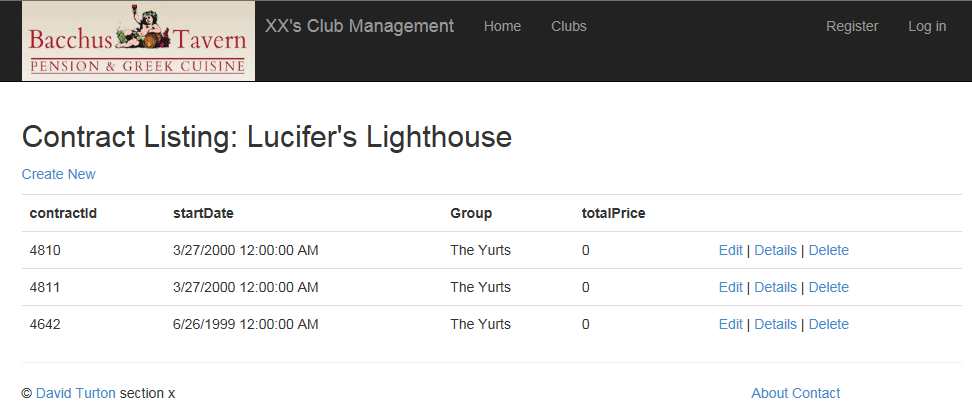 Bacchus Tavern
PENSION & GREEK CUISINE
XX's Club Management Home Clubs Register Log in
Contract Listing: Lucifer's Lighthouse
Create New
contractId startDate Group totalPrice
4810 3/27/2000 12:00:00 AM The Yurts 0 Edit | Details | Delete
4811 3/27/2000 12:00:00 AM The Yurts 0 Edit | Details | Delete
4642 6/26/1999 12:00:00 AM The Yurts 0 Edit | Details | Delete
© David Turton section x About Contact